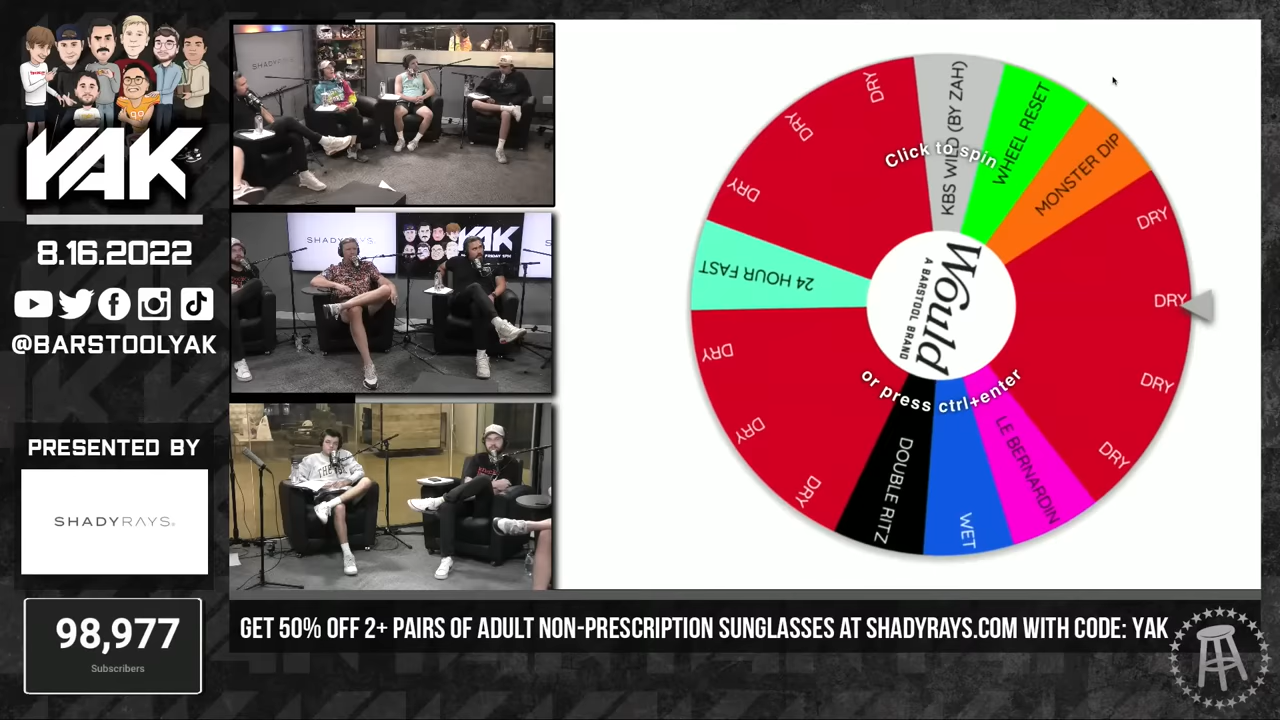 YAK
8.16.2022
@BARSTOOLYAK
PRESENTED BY
SHADYRAYS.
98,977
Subscribers
SHADYRAYS
SHADYRAYS.
YAK
DRY
DRY
DRY
24 HOUR FAST
DRY
DRY
DRY
DOUBLE RITZ
WET
LE BERNARDIN
DRY
DRY
DRY
DRY
MONSTER DIP
WHEEL RESET
KBS WILD (BY ZAH)
Click to spin
Would
A BARSTOOL BRAND
or press ctrl+enter
GET 50% OFF 2+ PAIRS OF ADULT NON-PRESCRIPTION SUNGLASSES AT SHADYRAYS.COM WITH CODE: YAK